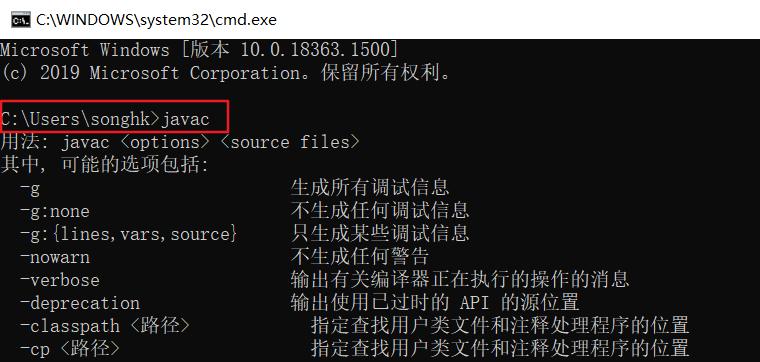 C:\WINDOWS\system32\cmd.exe
Microsoft Windows [版本 10.0.18363.1500]
(c) 2019 Microsoft Corporation。保留所有权利。
C:\Users\songhk>javac
用法: javac <options> <source files>
其中, 可能的选项包括:
-g 生成所有调试信息
-g:none 不生成任何调试信息
-g:{lines,vars,source} 只生成某些调试信息
-nowarn 不生成任何警告
-verbose 输出有关编译器正在执行的操作的消息
-deprecation 输出使用已过时的 API 的源位置
-classpath <路径> 指定查找用户类文件和注释处理程序的位置
-cp <路径> 指定查找用户类文件和注释处理程序的位置